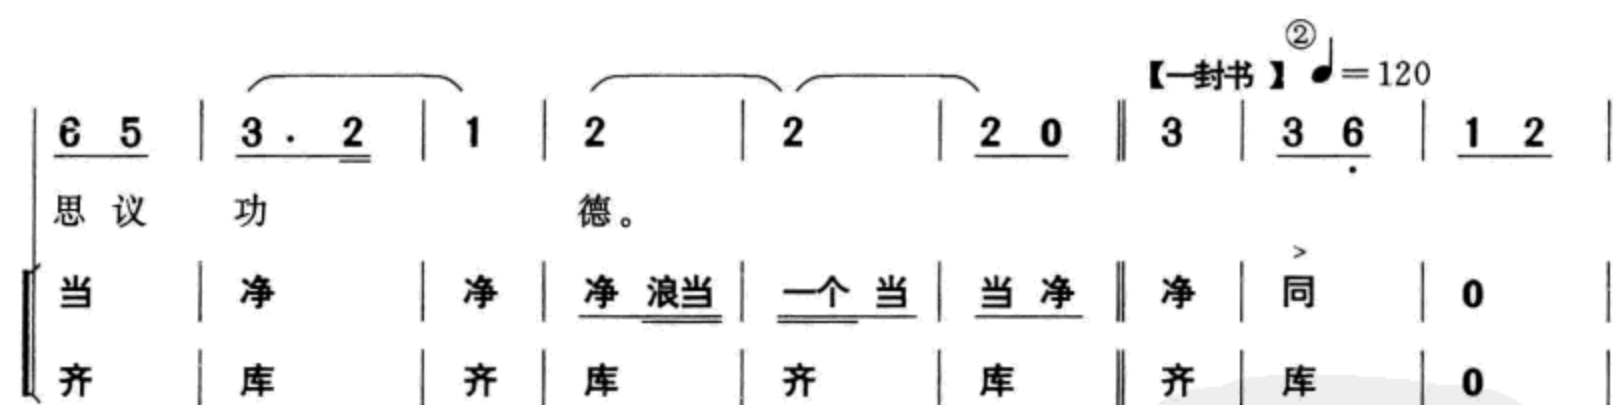 ②
【一封书】 ♩=120
6 5 | 3 . 2 | 1 | 2 | 2 | 2 0 ‖ 3 | 3 6̣ | 1 2 |
思 议 功 德。
>
当 | 净 | 净 | 净 浪当 | 一个 当 | 当 净 ‖ 净 | 同 | 0 |
齐 | 库 | 齐 | 库 | 齐 | 库 ‖ 齐 | 库 | 0 |